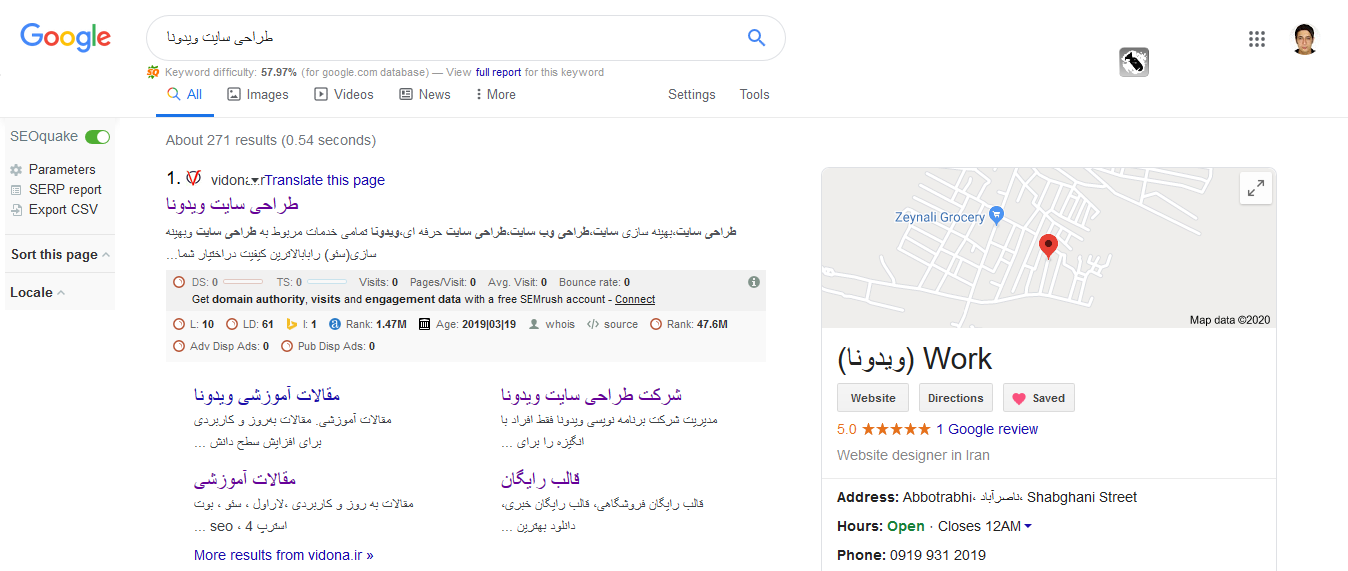 Google
طراحی سایت ویدونا
Keyword difficulty: 57.97% (for google.com database) — View full report for this keyword
All Images Videos News More Settings Tools
SEOquake
Parameters
SERP report
Export CSV
Sort this page
Locale
About 271 results (0.54 seconds)
1. Translate this page
طراحی سایت ویدونا
طراحی سایت،بهینه سازی سایت،طراحی وب سایت،طراحی سایت حرفه ای،ویدونا تمامی خدمات مربوط به طراحی سایت وبهینه
سازی(سئو) رابابالاترین کیفیت دراختیار شما...
DS: 0 TS: 0 Visits: 0 Pages/Visit: 0 Avg. Visit: 0 Bounce rate: 0
Get domain authority, visits and engagement data with a free SEMrush account - Connect
L: 10 LD: 61 I: 1 Rank: 1.47M Age: 2019|03|19 whois source Rank: 47.6M
Adv Disp Ads: 0 Pub Disp Ads: 0
مقالات آموزشی ویدونا
مقالات آموزشی. مقالات به‌روز و کاربردی
برای افزایش سطح دانش ...
شرکت طراحی سایت ویدونا
مدیریت شرکت برنامه نویسی ویدونا فقط افراد با
انگیزه را برای ...
مقالات آموزشی
مقالات به روز و کاربردی ،لاراول ، سئو ، بوت
استرپ 4 ، seo ...
قالب رایگان
قالب رایگان فروشگاهی، قالب رایگان خبری،
دانلود بهترین ...
More results from vidona.ir »
Zeynali Grocery
Map data ©2020
(ویدونا) Work
Website Directions Saved
5.0 1 Google review
Website designer in Iran
Address: Abbotrabhi، ناصرآباد، Shabghani Street
Hours: Open · Closes 12AM
Phone: 0919 931 2019